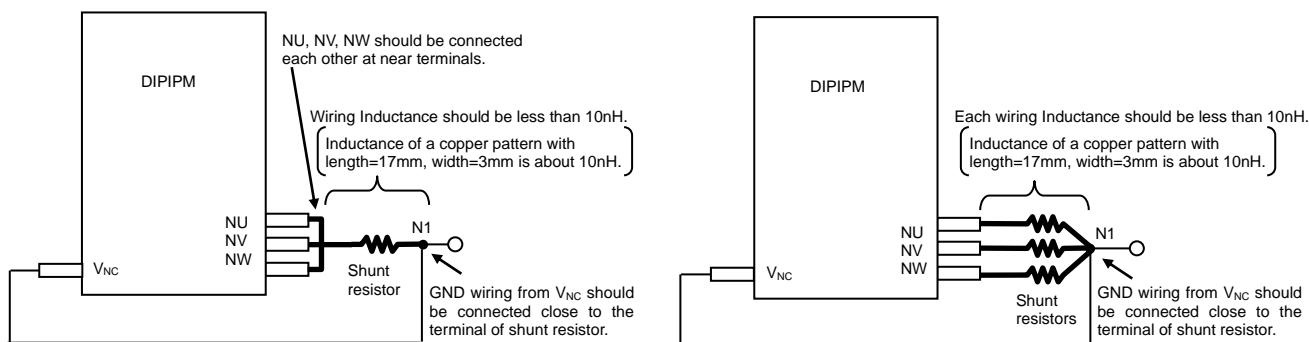 NU, NV, NW should be connected
each other at near terminals.
DIPIPM
Wiring Inductance should be less than 10nH.
Inductance of a copper pattern with
length=17mm, width=3mm is about 10nH.
NU
NV
NW
N1
VNC
Shunt
resistor
GND wiring from VNC should
be connected close to the
terminal of shunt resistor.
DIPIPM
Each wiring Inductance should be less than 10nH.
Inductance of a copper pattern with
length=17mm, width=3mm is about 10nH.
NU
NV
NW
N1
VNC
Shunt
resistors
GND wiring from VNC should
be connected close to the
terminal of shunt resistor.